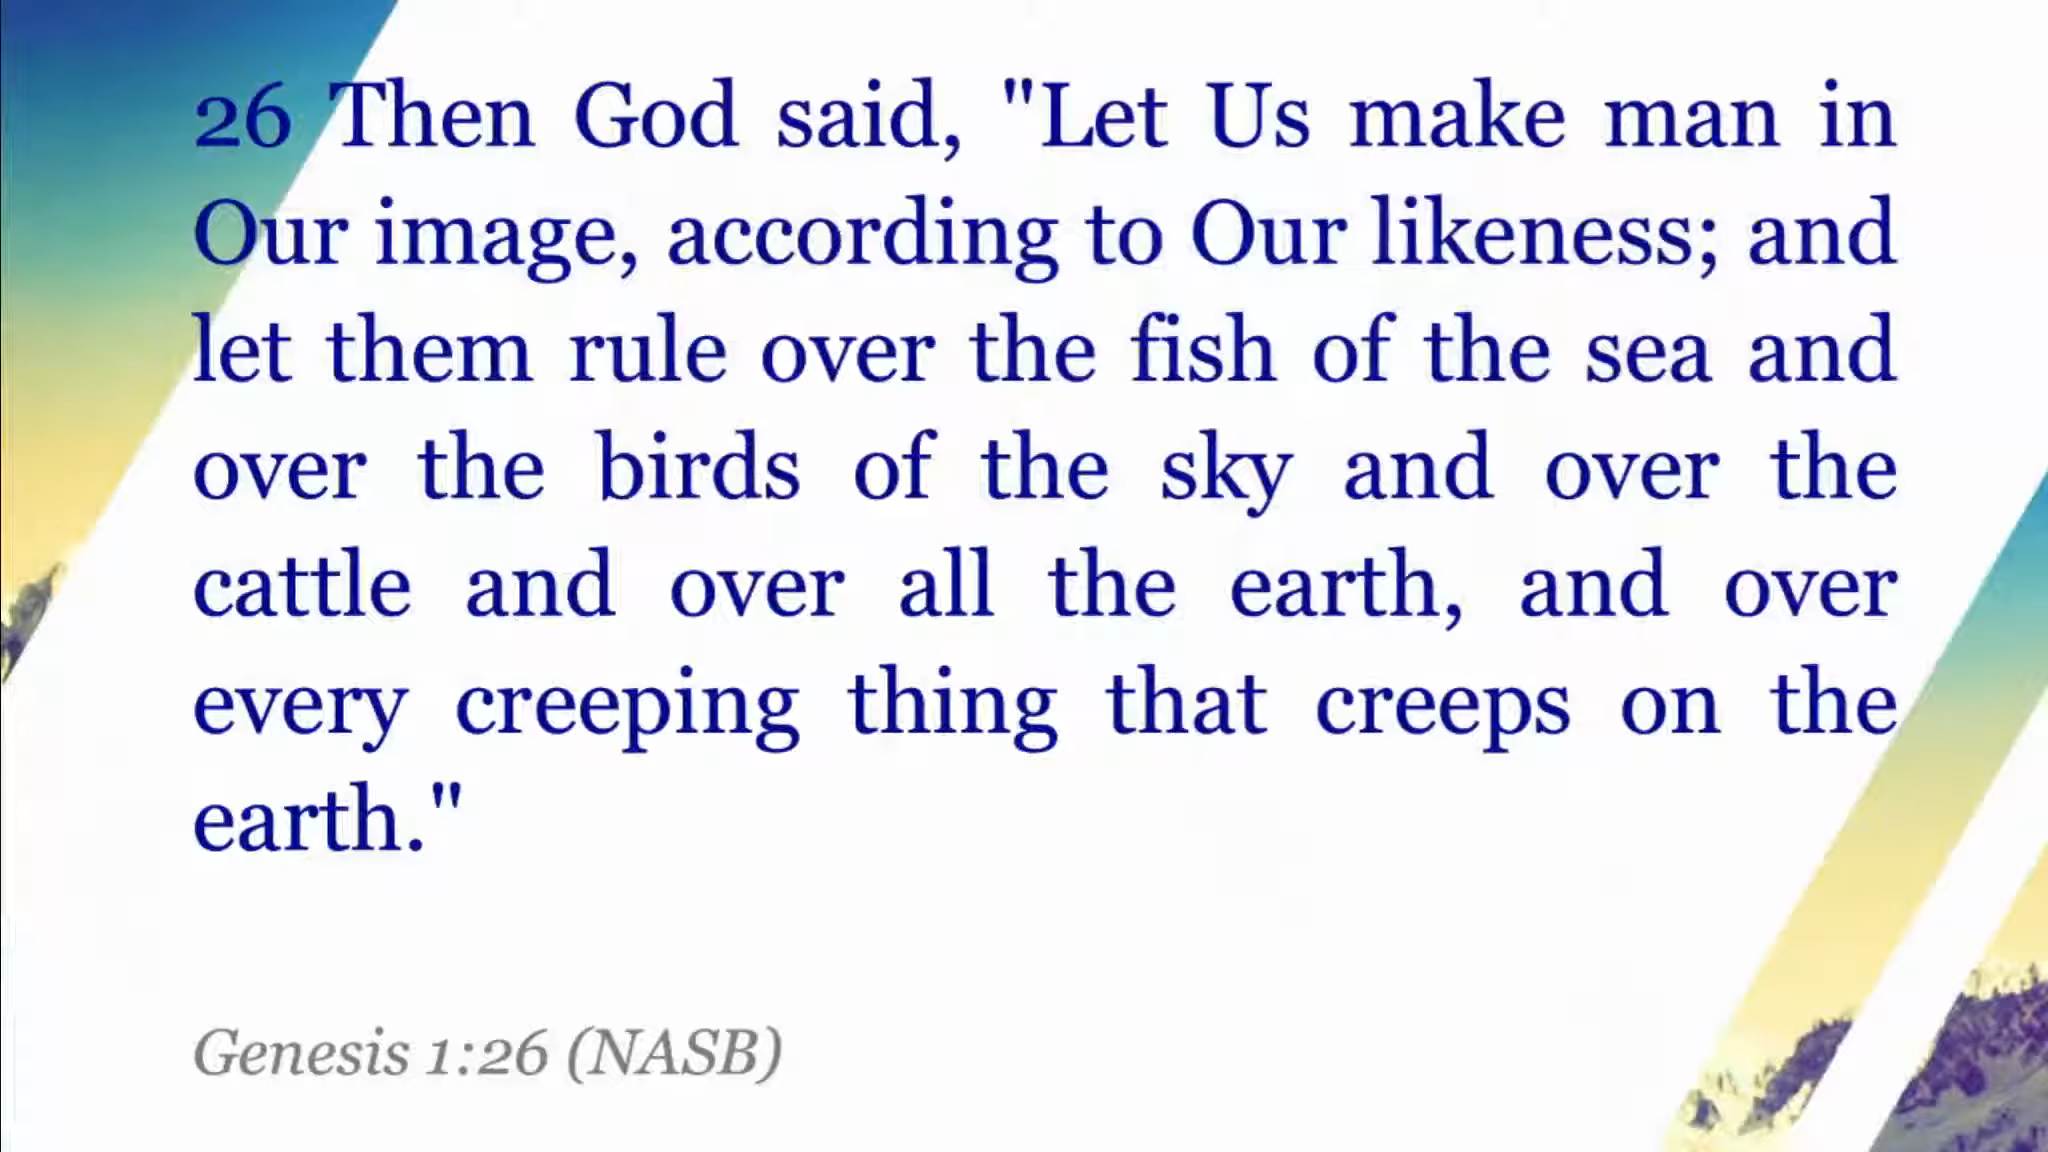 26 Then God said, "Let Us make man in
Our image, according to Our likeness; and
let them rule over the fish of the sea and
over the birds of the sky and over the
cattle and over all the earth, and over
every creeping thing that creeps on the
earth."
Genesis 1:26 (NASB)